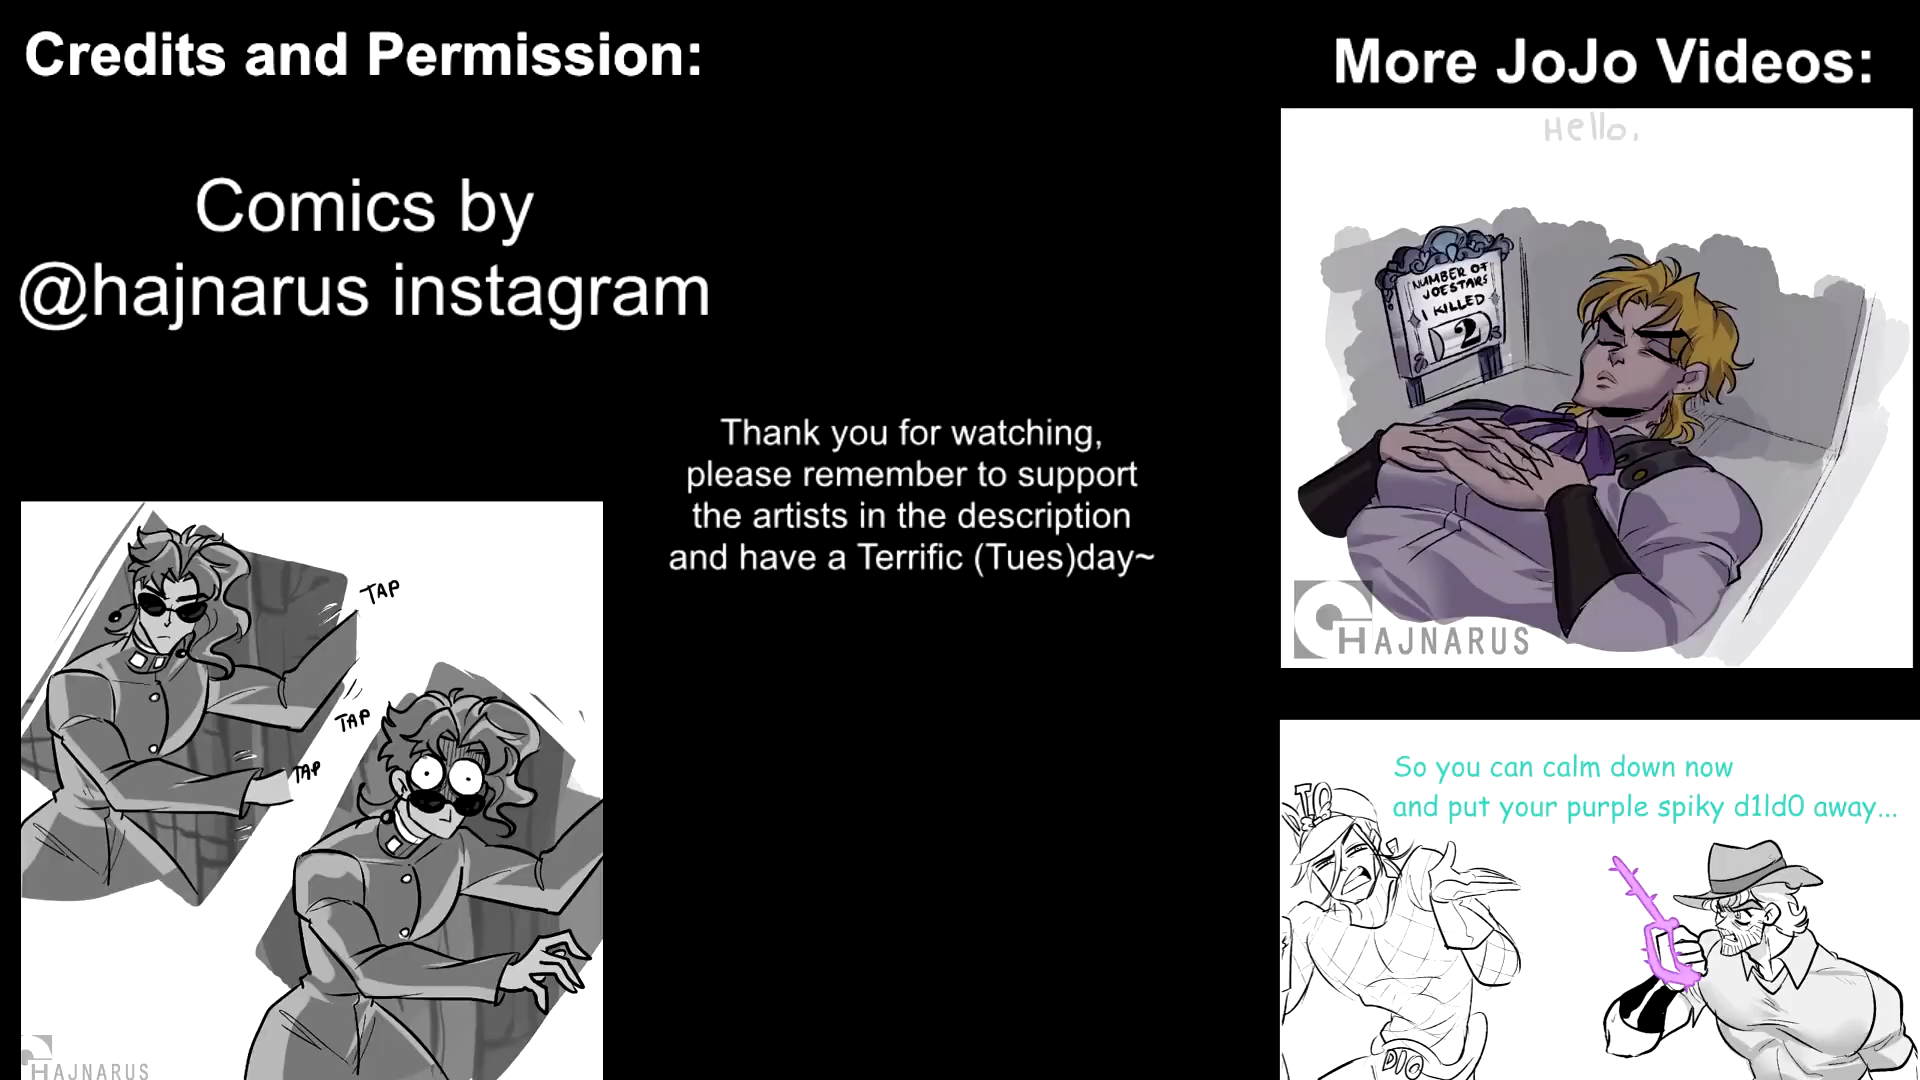 Credits and Permission:
Comics by
@hajnarus instagram
Thank you for watching,
please remember to support
the artists in the description
and have a Terrific (Tues)day~
TAP
TAP
TAP
HAJNARUS
More JoJo Videos:
Hello.
NUMBER OF
JOESTARS
I KILLED
2
HAJNARUS
So you can calm down now
and put your purple spiky d1ld0 away...
DIO